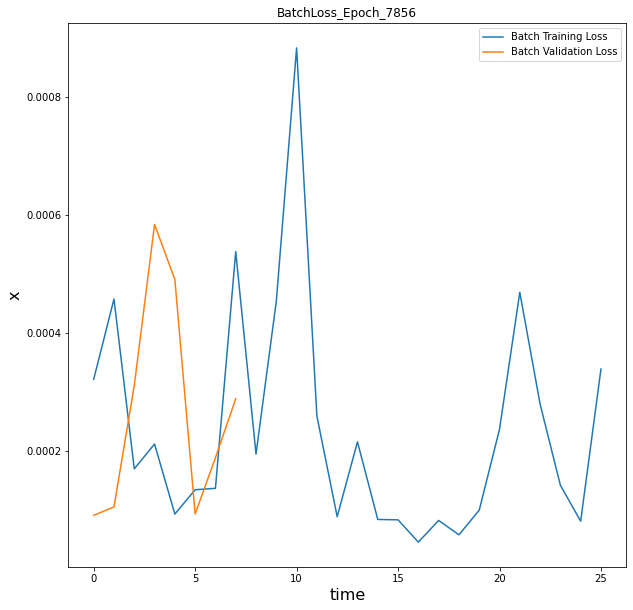 BatchLoss_Epoch_7856
Batch Training Loss
Batch Validation Loss
0.0008
0.0006
x
0.0004
0.0002
0 5 10 15 20 25
time